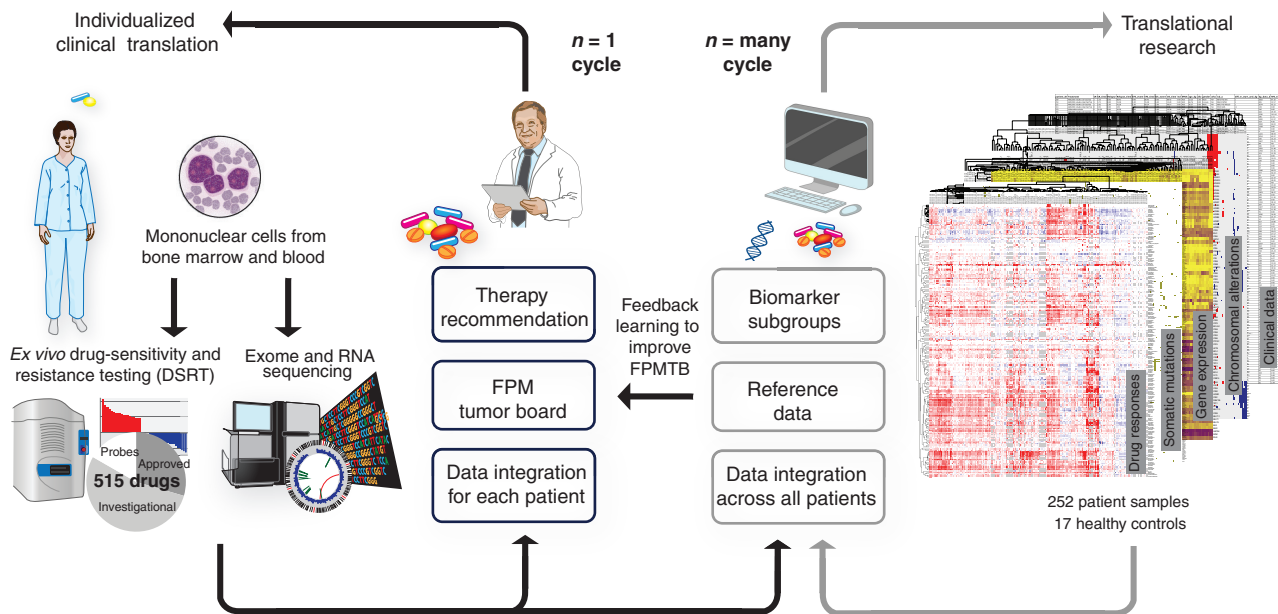 Individualized
clinical translation
n = 1
cycle
n = many
cycle
Translational
research
Mononuclear cells from
bone marrow and blood
Ex vivo drug-sensitivity and
resistance testing (DSRT)
Exome and RNA
sequencing
Probes
Approved
515 drugs
Investigational
Therapy
recommendation
FPM
tumor board
Data integration
for each patient
Feedback
learning to
improve
FPMTB
Biomarker
subgroups
Reference
data
Data integration
across all patients
Drug responses
Somatic mutations
Gene expression
Chromosomal alterations
Clinical data
252 patient samples
17 healthy controls